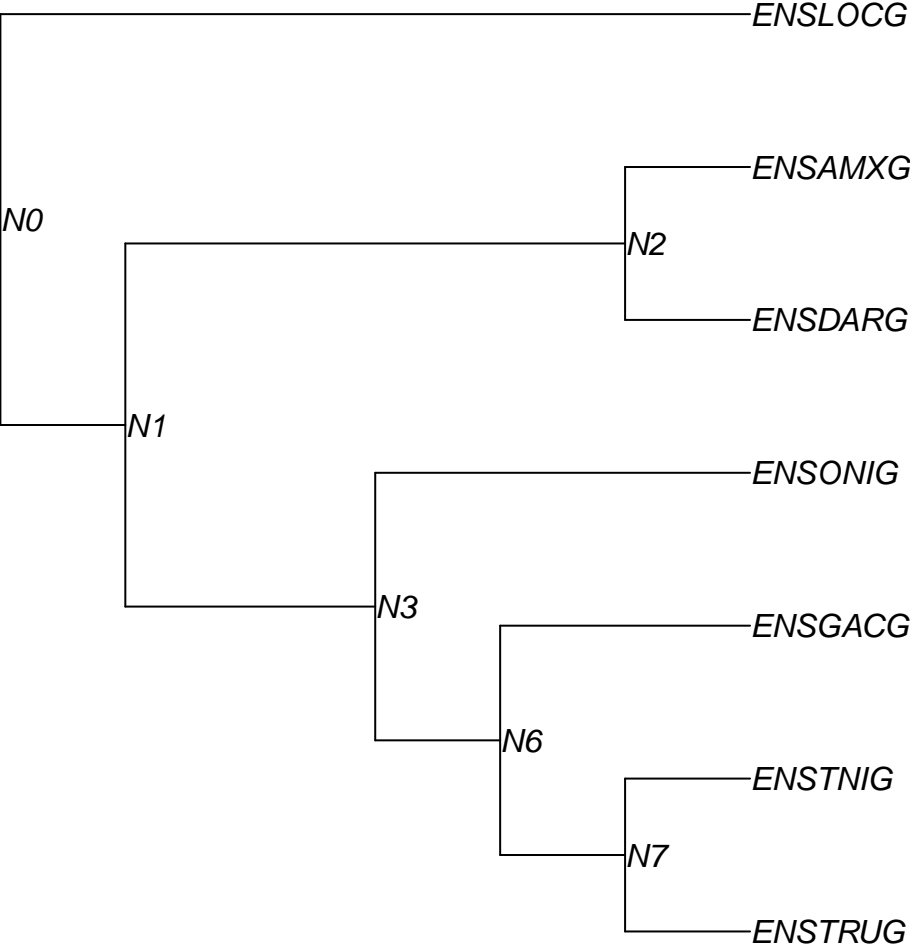 ENSLOCG
ENSAMXG
N0
N2
ENSDARG
N1
ENSONIG
N3
ENSGACG
N6
ENSTNIG
N7
ENSTRUG